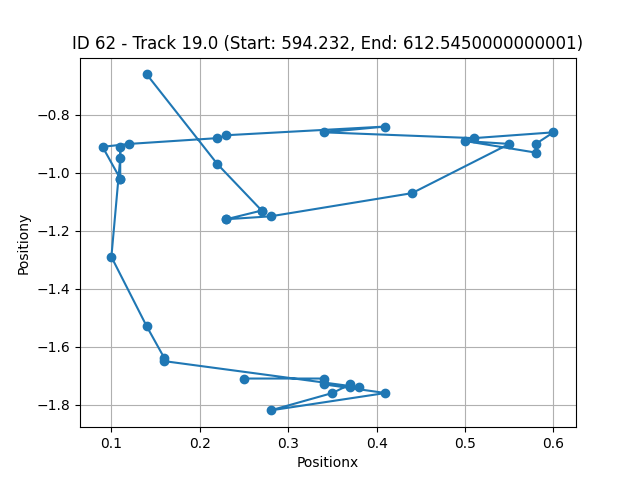 ID 62 - Track 19.0 (Start: 594.232, End: 612.5450000000001)
−0.8
−1.0
−1.2
−1.4
−1.6
−1.8
Positiony
0.1 0.2 0.3 0.4 0.5 0.6
Positionx